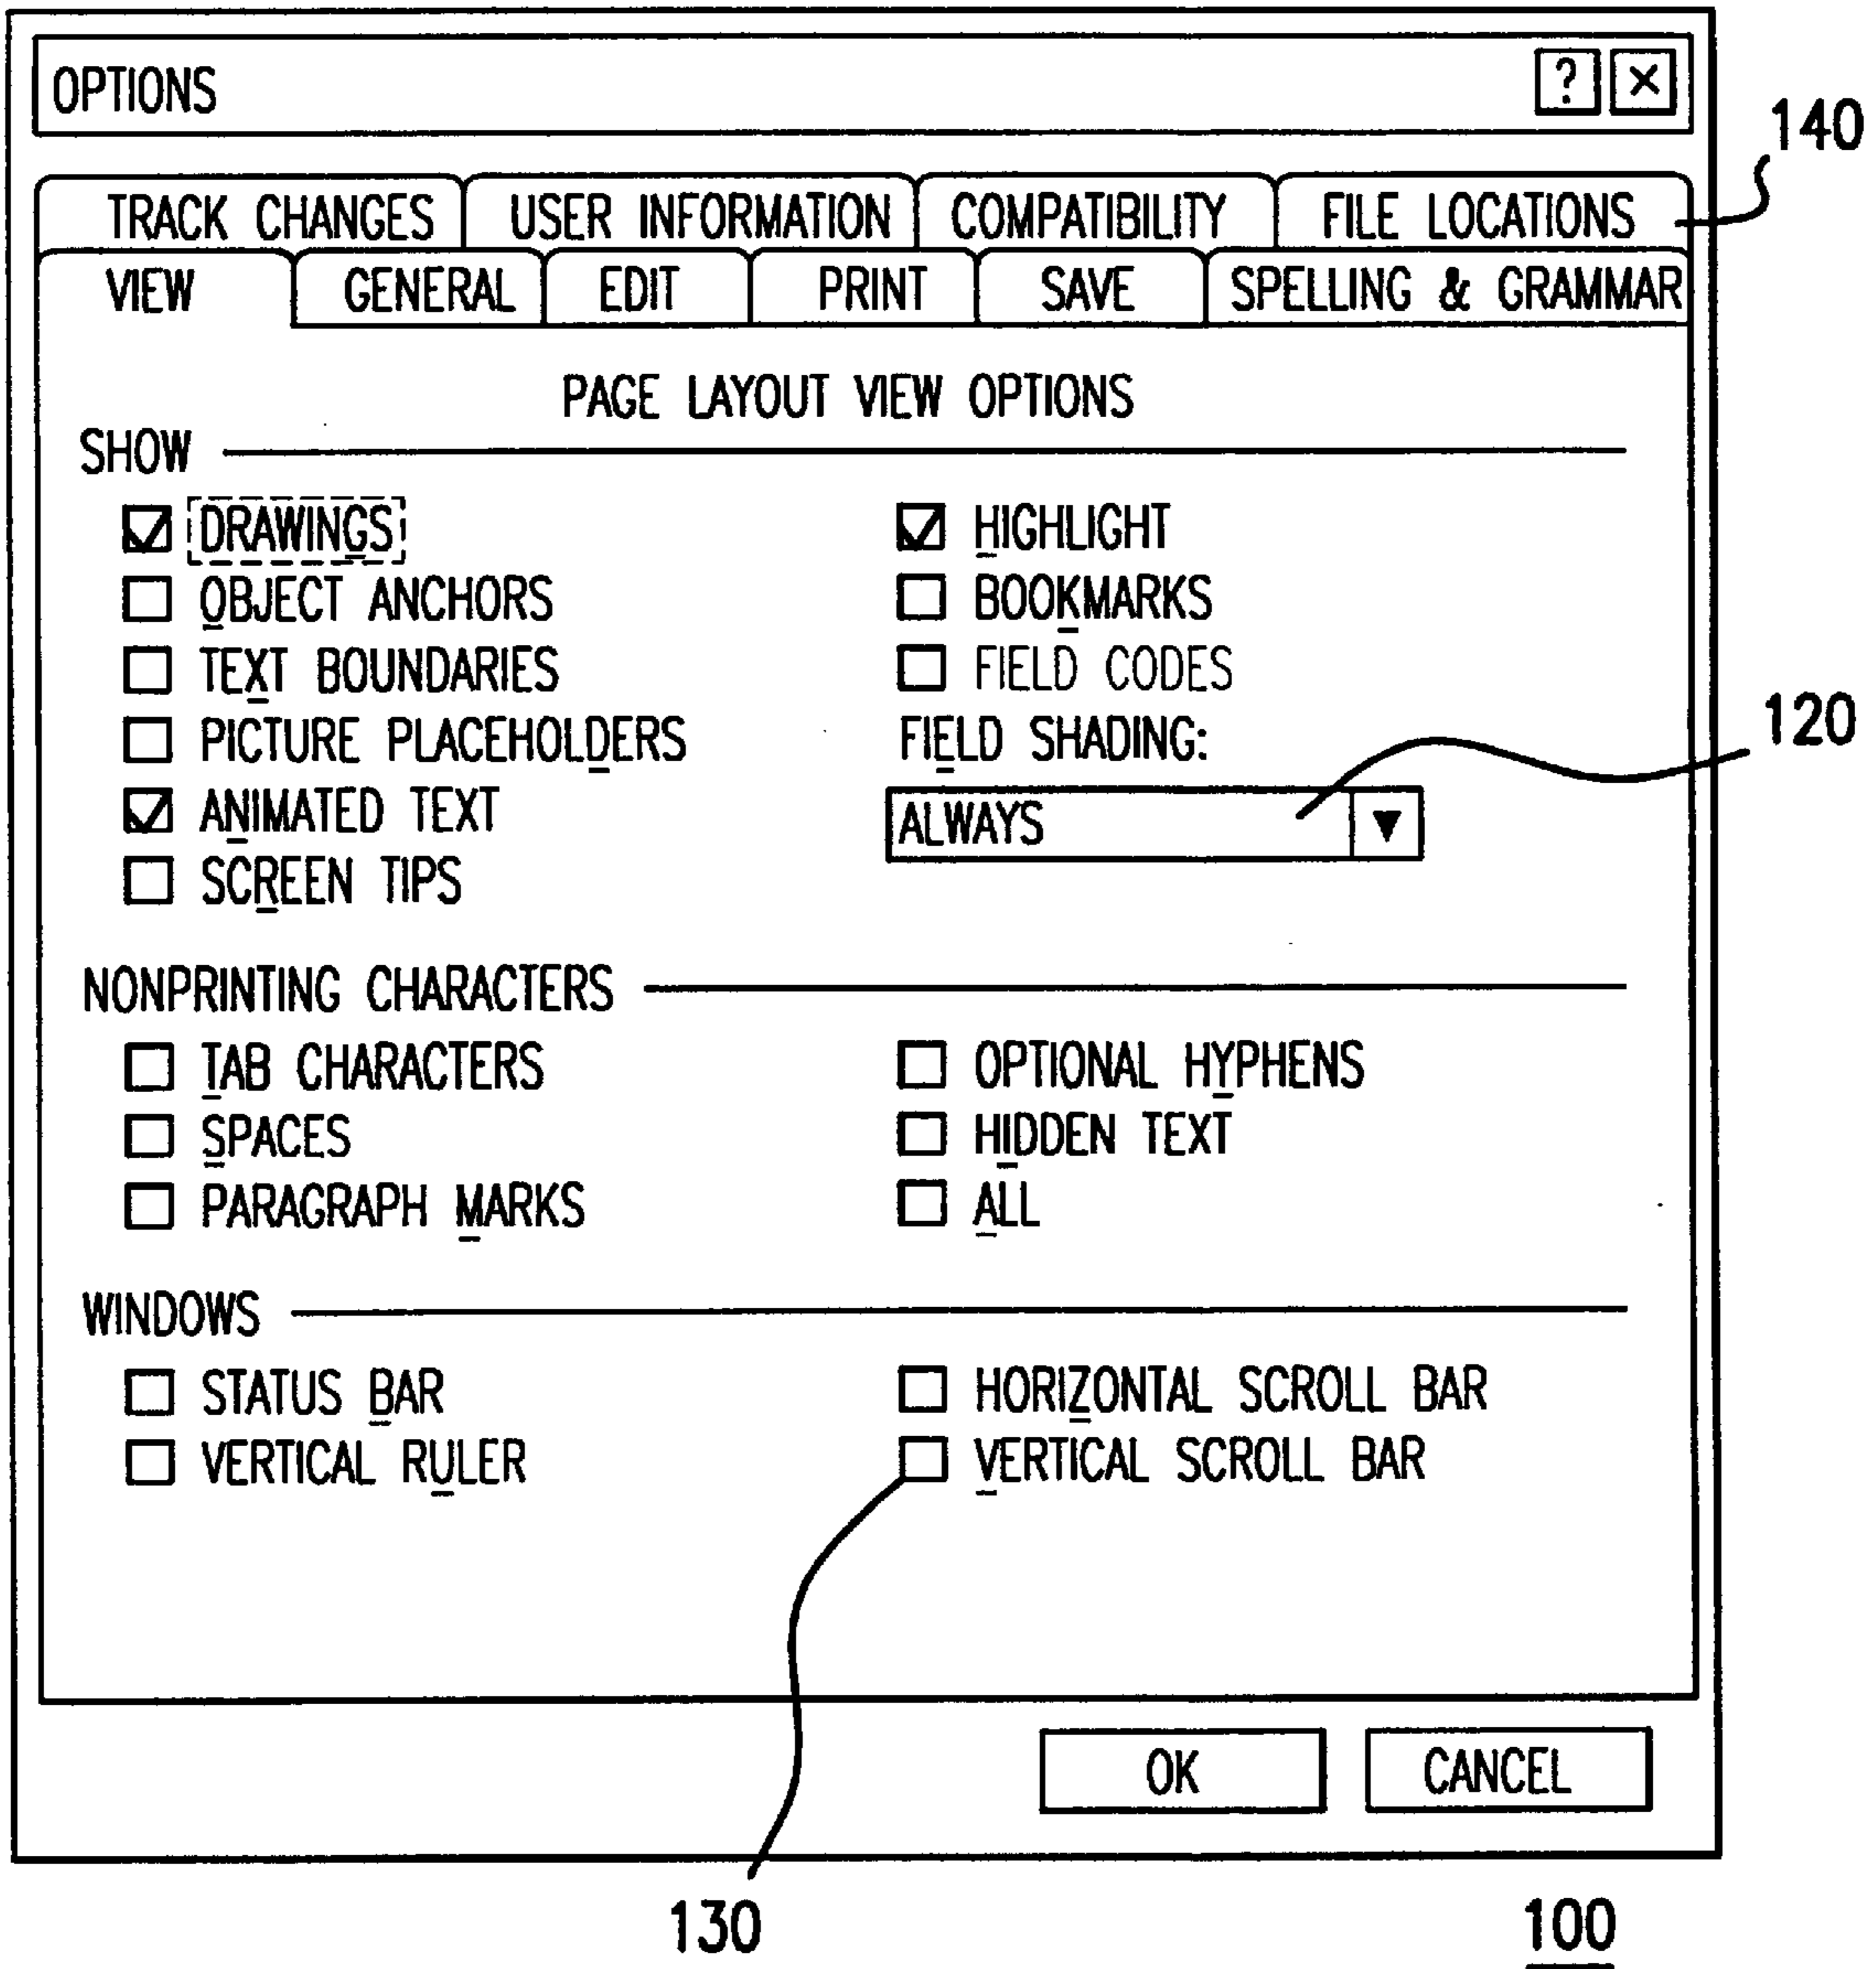 OPTIONS ? X
140
TRACK CHANGES USER INFORMATION COMPATIBILITY FILE LOCATIONS
VIEW GENERAL EDIT PRINT SAVE SPELLING & GRAMMAR
PAGE LAYOUT VIEW OPTIONS
SHOW
DRAWINGS HIGHLIGHT
OBJECT ANCHORS BOOKMARKS
TEXT BOUNDARIES FIELD CODES
PICTURE PLACEHOLDERS FIELD SHADING:
120
ANIMATED TEXT ALWAYS
SCREEN TIPS
NONPRINTING CHARACTERS
TAB CHARACTERS OPTIONAL HYPHENS
SPACES HIDDEN TEXT
PARAGRAPH MARKS ALL
WINDOWS
STATUS BAR HORIZONTAL SCROLL BAR
VERTICAL RULER VERTICAL SCROLL BAR
OK CANCEL
130 100